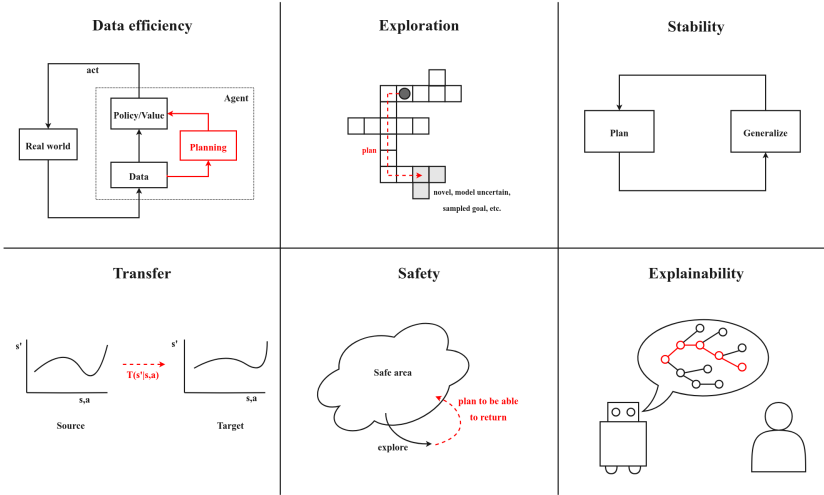 Data efficiency
act
Agent
Policy/Value
Real world
Planning
Data
Exploration
plan
novel, model uncertain,
sampled goal, etc.
Stability
Plan
Generalize
Transfer
s'
s,a
Source
T(s'|s,a)
s'
s,a
Target
Safety
Safe area
plan to be able
to return
explore
Explainability